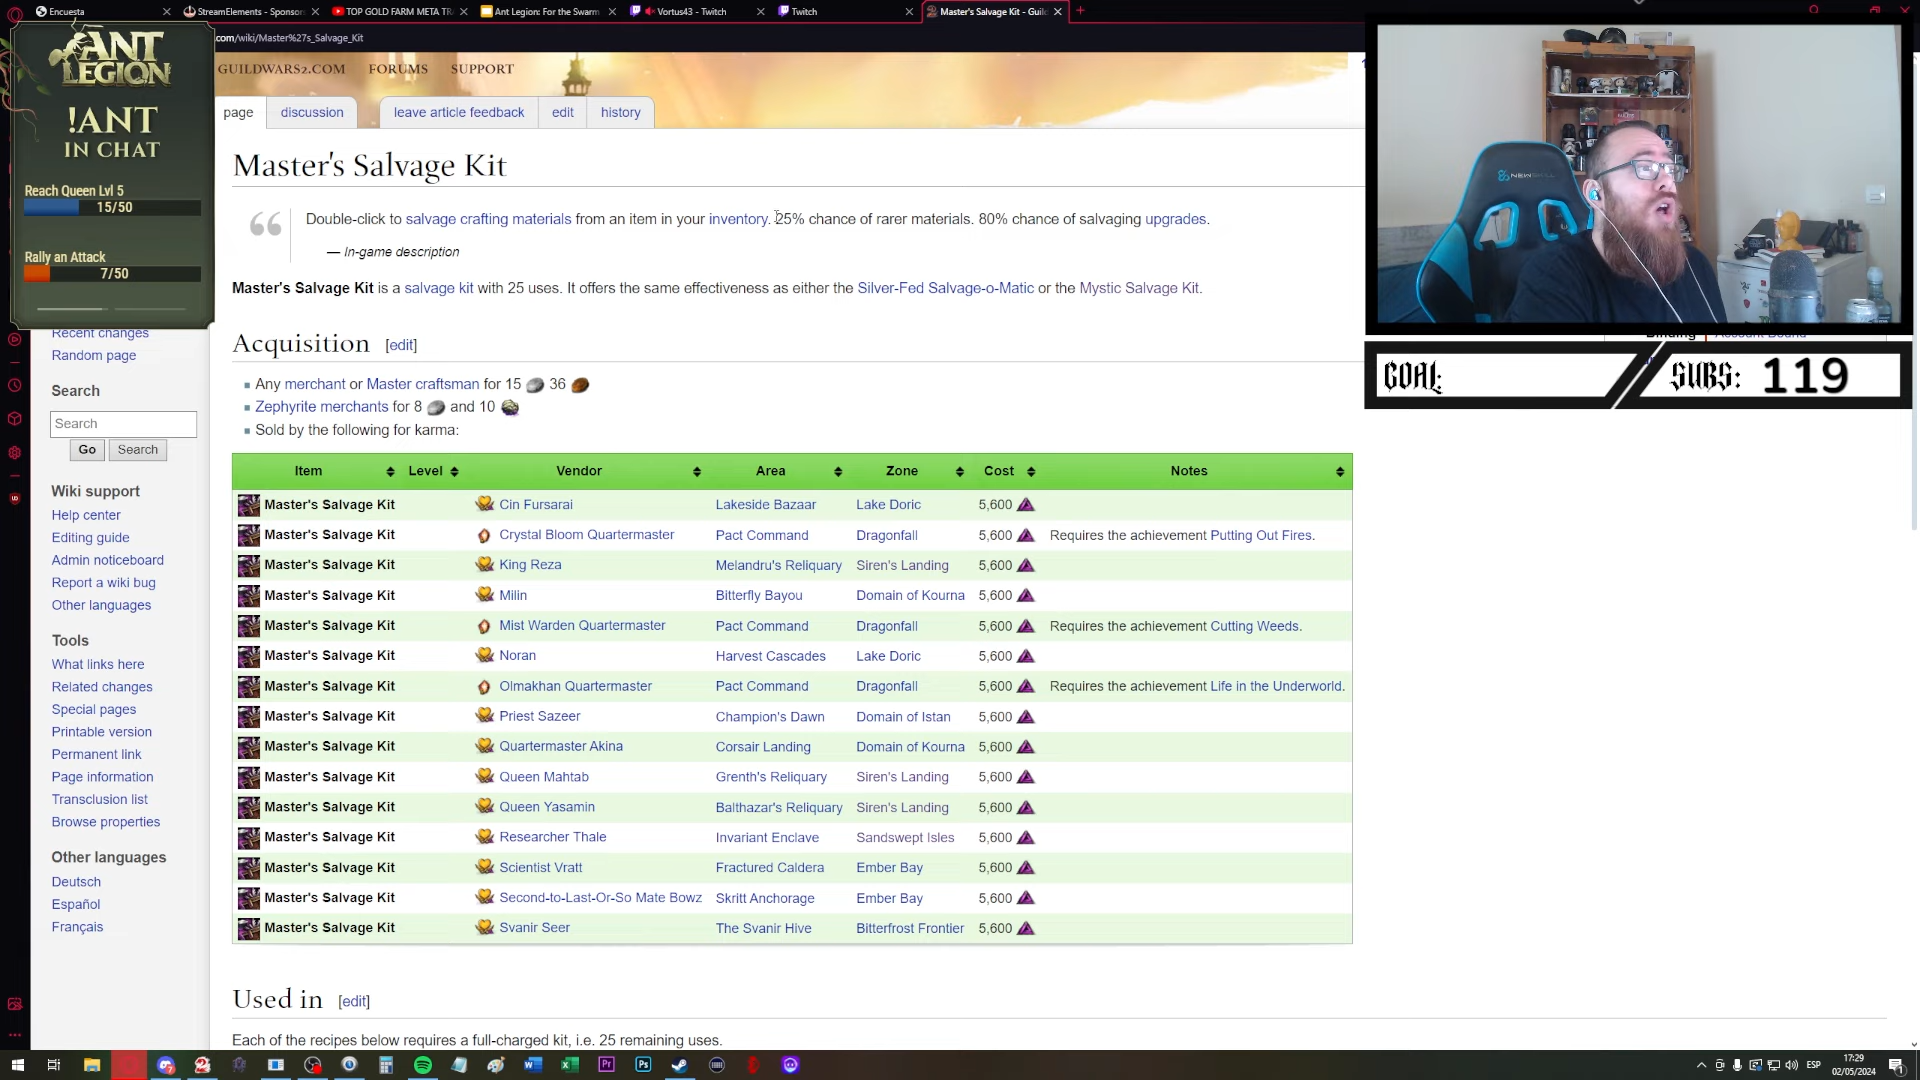 Encuesta
StreamElements - Sponsor
TOP GOLD FARM META TR
Ant Legion: For the Swarm
Vortus43 - Twitch
Twitch
Master's Salvage Kit - Guil
.com/wiki/Master%27s_Salvage_Kit
ANT LEGION
!ANT
IN CHAT
Reach Queen Lvl 5
15/50
Rally an Attack
7/50
GUILDWARS2.COM FORUMS SUPPORT
page discussion leave article feedback edit history
Master's Salvage Kit
Double-click to salvage crafting materials from an item in your inventory. 25% chance of rarer materials. 80% chance of salvaging upgrades.
— In-game description
Master's Salvage Kit is a salvage kit with 25 uses. It offers the same effectiveness as either the Silver-Fed Salvage-o-Matic or the Mystic Salvage Kit.
Acquisition [edit]
Any merchant or Master craftsman for 15 36
Zephyrite merchants for 8 and 10
Sold by the following for karma:
Item Level Vendor Area Zone Cost Notes
Master's Salvage Kit Cin Fursarai Lakeside Bazaar Lake Doric 5,600
Master's Salvage Kit Crystal Bloom Quartermaster Pact Command Dragonfall 5,600 Requires the achievement Putting Out Fires.
Master's Salvage Kit King Reza Melandru's Reliquary Siren's Landing 5,600
Master's Salvage Kit Milin Bitterfly Bayou Domain of Kourna 5,600
Master's Salvage Kit Mist Warden Quartermaster Pact Command Dragonfall 5,600 Requires the achievement Cutting Weeds.
Master's Salvage Kit Noran Harvest Cascades Lake Doric 5,600
Master's Salvage Kit Olmakhan Quartermaster Pact Command Dragonfall 5,600 Requires the achievement Life in the Underworld.
Master's Salvage Kit Priest Sazeer Champion's Dawn Domain of Istan 5,600
Master's Salvage Kit Quartermaster Akina Corsair Landing Domain of Kourna 5,600
Master's Salvage Kit Queen Mahtab Grenth's Reliquary Siren's Landing 5,600
Master's Salvage Kit Queen Yasamin Balthazar's Reliquary Siren's Landing 5,600
Master's Salvage Kit Researcher Thale Invariant Enclave Sandswept Isles 5,600
Master's Salvage Kit Scientist Vratt Fractured Caldera Ember Bay 5,600
Master's Salvage Kit Second-to-Last-Or-So Mate Bowz Skritt Anchorage Ember Bay 5,600
Master's Salvage Kit Svanir Seer The Svanir Hive Bitterfrost Frontier 5,600
Used in [edit]
Each of the recipes below requires a full-charged kit, i.e. 25 remaining uses.
Recent changes
Random page
Search
Search
Go Search
Wiki support
Help center
Editing guide
Admin noticeboard
Report a wiki bug
Other languages
Tools
What links here
Related changes
Special pages
Printable version
Permanent link
Page information
Transclusion list
Browse properties
Other languages
Deutsch
Español
Français
NEWSKILL
Binding Account Bound
GOAL:
SUBS: 119
ESP
17:29
02/05/2024